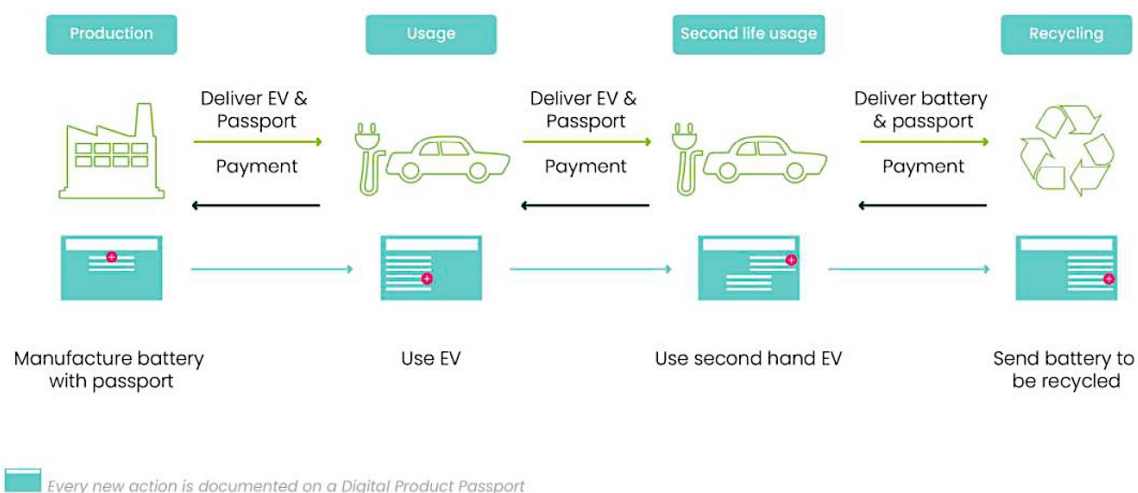 Production
Usage
Second life usage
Recycling
Deliver EV &
Passport
Payment
Deliver EV &
Passport
Payment
Deliver battery
& passport
Payment
Manufacture battery
with passport
Use EV
Use second hand EV
Send battery to
be recycled
Every new action is documented on a Digital Product Passport